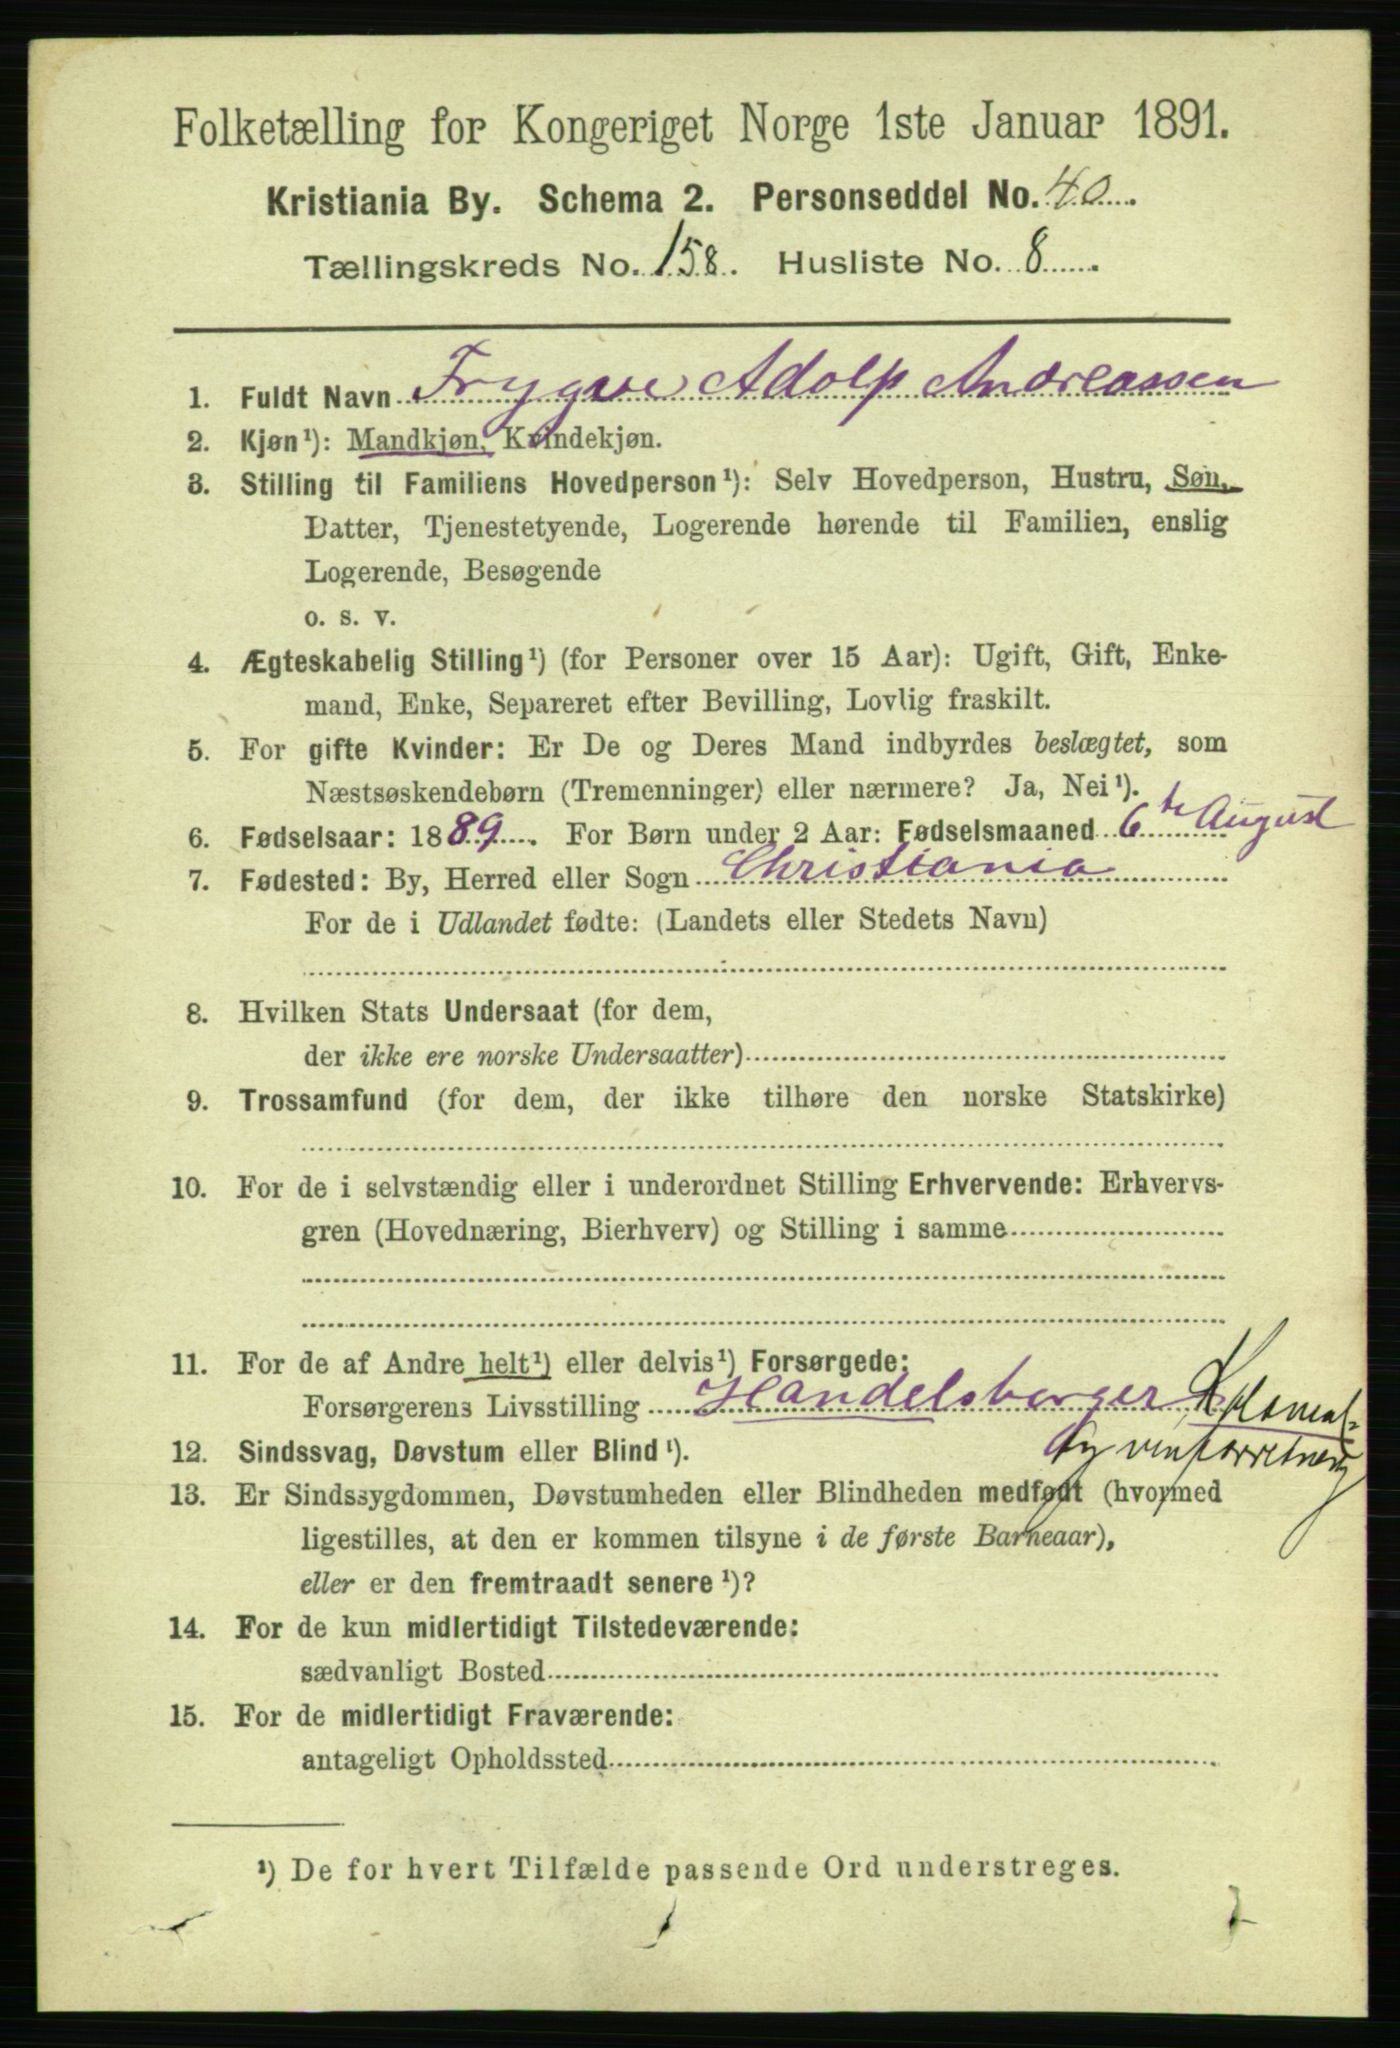 Folketælling for Kongeriget Norge 1ste Januar 1891.
Kristiania By. Schema 2. Personseddel No. 40.
Tællingskreds No. 158. Husliste No. 8.
1. Fuldt Navn Trygve Adolp Andreassen
2. Kjøn¹): Mandkjøn, Kvindekjøn.
3. Stilling til Familiens Hovedperson¹): Selv Hovedperson, Hustru, Søn,
Datter, Tjenestetyende, Logerende hørende til Familien, enslig
Logerende, Besøgende
o. s. v.
4. Ægteskabelig Stilling¹) (for Personer over 15 Aar): Ugift, Gift, Enke-
mand, Enke, Separeret efter Bevilling, Lovlig fraskilt.
5. For gifte Kvinder: Er De og Deres Mand indbyrdes beslægtet, som
Næstsøskendebørn (Tremenninger) eller nærmere? Ja, Nei¹).
6. Fødselsaar: 1889. For Børn under 2 Aar: Fødselsmaaned 6te August
7. Fødested: By, Herred eller Sogn Christiania
For de i Udlandet fødte: (Landets eller Stedets Navn)
8. Hvilken Stats Undersaat (for dem,
der ikke ere norske Undersaatter)
9. Trossamfund (for dem, der ikke tilhøre den norske Statskirke)
10. For de i selvstændig eller i underordnet Stilling Erhvervende: Erhvervs-
gren (Hovednæring, Bierhverv) og Stilling i samme
11. For de af Andre helt¹) eller delvis¹) Forsørgede:
Forsørgerens Livsstilling Handelsborger Kolonial-
og vinforretning
12. Sindssvag, Døvstum eller Blind¹).
13. Er Sindssygdommen, Døvstumheden eller Blindheden medfødt (hvormed
ligestilles, at den er kommen tilsyne i de første Barneaar),
eller er den fremtraadt senere¹)?
14. For de kun midlertidigt Tilstedeværende:
sædvanligt Bosted
15. For de midlertidigt Fraværende:
antageligt Opholdssted
¹) De for hvert Tilfælde passende Ord understreges.